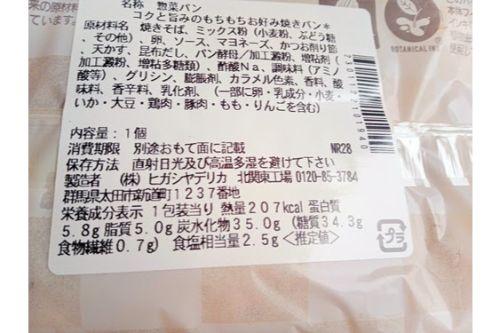 名称 惣菜パン
コクと旨みのもちもちお好み焼きパン*
原材料名 焼きそば、ミックス粉（小麦粉、ぶどう糖
、その他）、卵、ソース、マヨネーズ、かつお削り節
、天かす、昆布だし、パン酵母／加工澱粉、増粘剤（
加工澱粉、増粘多糖類）、酢酸Na、調味料（アミノ
酸等）、グリシン、膨脹剤、カラメル色素、香料、酸
味料、香辛料、乳化剤、（一部に卵・乳成分・小麦・
いか・大豆・鶏肉・豚肉・もも・りんごを含む）
内容量：1個
消費期限 別途おもて面に記載 NR28
保存方法 直射日光及び高温多湿を避けて下さい
製造者 （株）ヒガシヤデリカ 北関東工場 0120-85-3784
群馬県太田市新道町1237番地
栄養成分表示 1包装当り 熱量207kcal 蛋白質
5.8g 脂質5.0g 炭水化物35.0g（糖質34.3g
食物繊維0.7g） 食塩相当量2.5g＜推定値＞
プラ
BOTANICAL INK